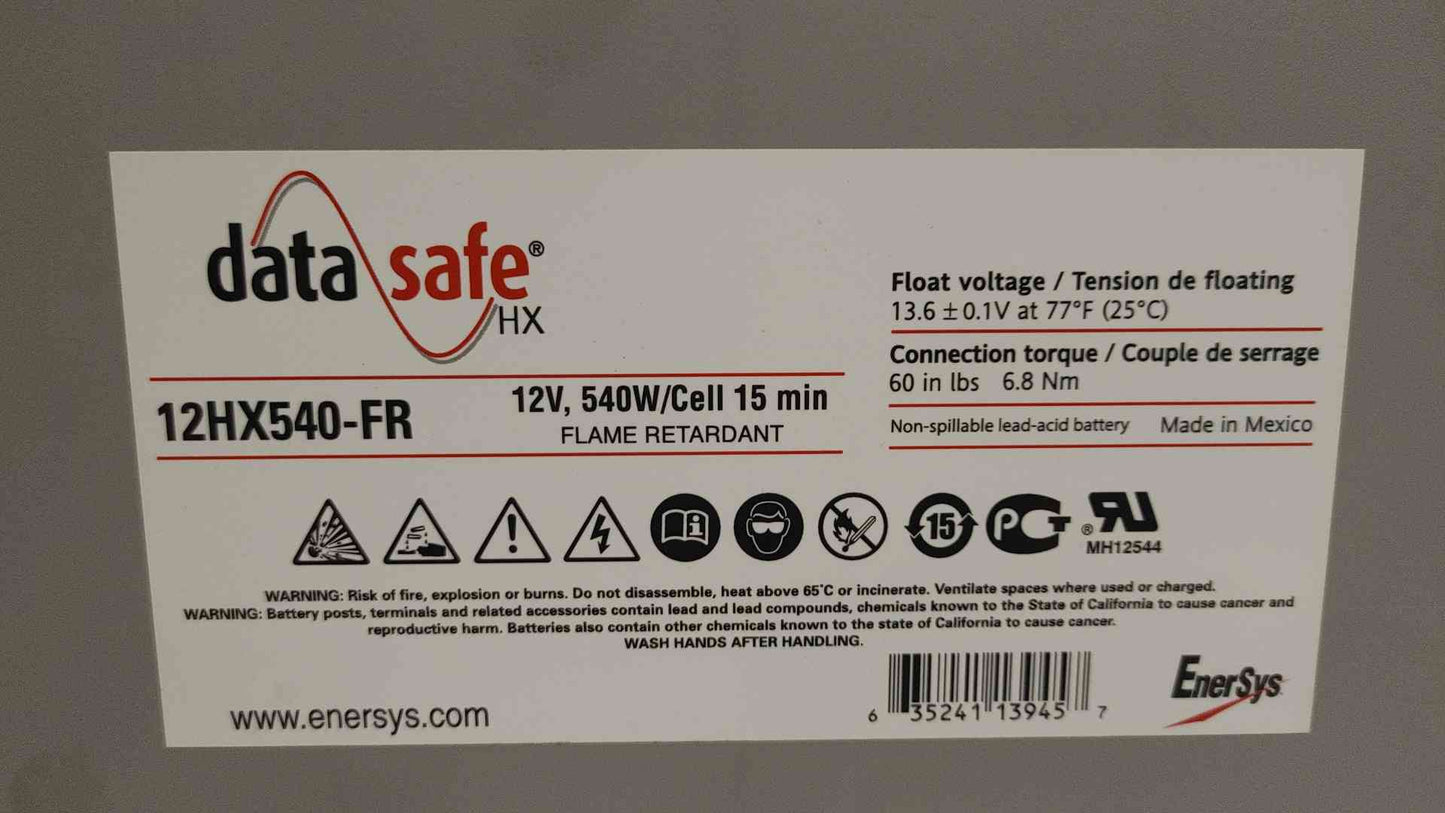 data safe®
HX
12HX540-FR
12V, 540W/Cell 15 min
FLAME RETARDANT
Float voltage / Tension de floating
13.6 ± 0.1V at 77°F (25°C)
Connection torque / Couple de serrage
60 in lbs 6.8 Nm
Non-spillable lead-acid battery Made in Mexico
i
15
PCT
®
MH12544
WARNING: Risk of fire, explosion or burns. Do not disassemble, heat above 65°C or incinerate. Ventilate spaces where used or charged.
WARNING: Battery posts, terminals and related accessories contain lead and lead compounds, chemicals known to the State of California to cause cancer and
reproductive harm. Batteries also contain other chemicals known to the state of California to cause cancer.
WASH HANDS AFTER HANDLING.
www.enersys.com
6 35241 13945 7
EnerSys